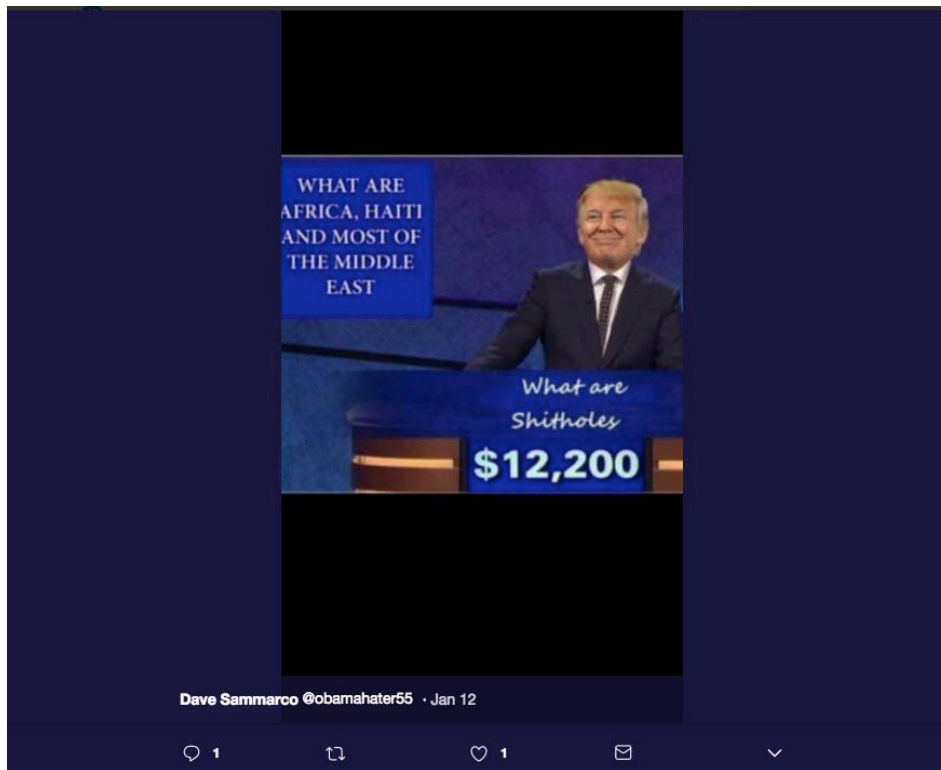 WHAT ARE
AFRICA, HAITI
AND MOST OF
THE MIDDLE
EAST
What are
Shitholes
$12,200
Dave Sammarco @obamahater55 · Jan 12
1
1